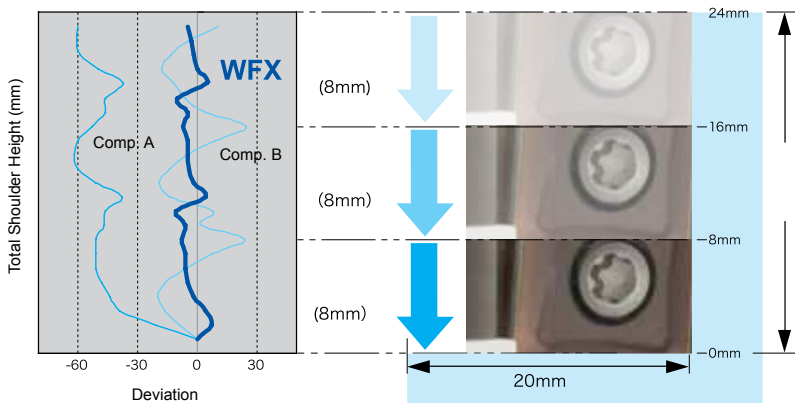 Total Shoulder Height (mm)
WFX
Comp. A
Comp. B
-60
-30
0
30
Deviation
(8mm)
(8mm)
(8mm)
24mm
16mm
8mm
0mm
20mm